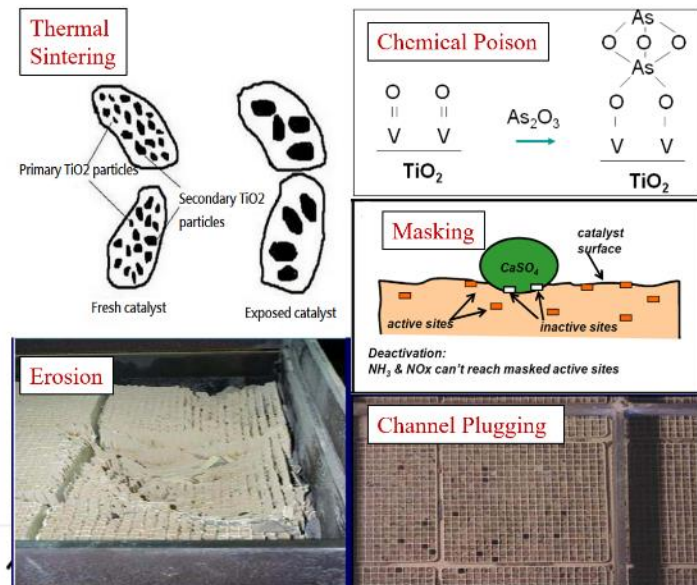 Thermal
Sintering
Primary TiO2 particles
Secondary TiO2
particles
Fresh catalyst
Exposed catalyst
Chemical Poison
As
O O O
As
O O
V V
TiO₂
As₂O₃
O O
V V
TiO₂
Masking
CaSO₄
catalyst
surface
active sites
inactive sites
Deactivation:
NH₃ & NOx can't reach masked active sites
Erosion
Channel Plugging